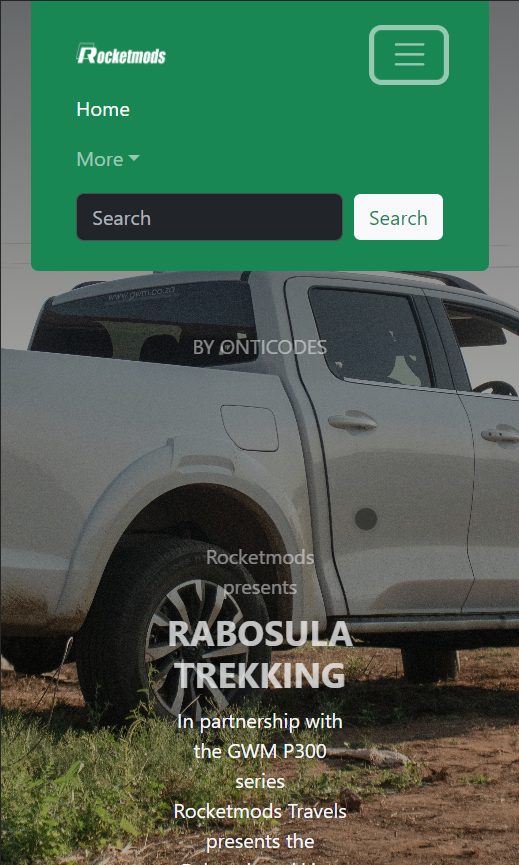 Rocketmods
Home
More
Search
Search
www.gwm.co.za
BY ONTICODES
Rocketmods
presents
RABOSULA
TREKKING
In partnership with
the GWM P300
series
Rocketmods Travels
presents the